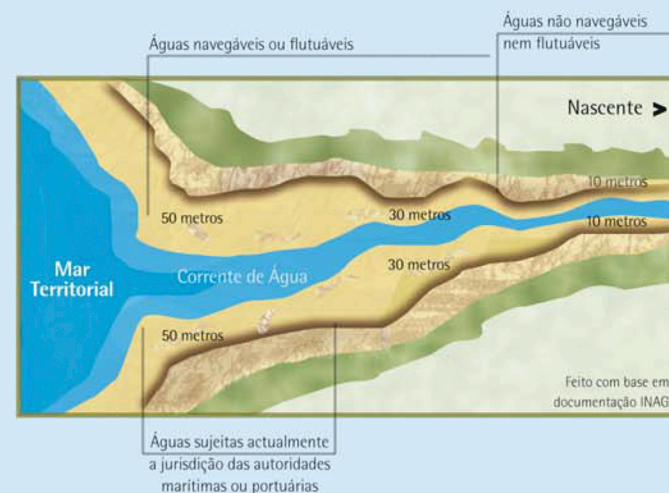 Águas navegáveis ou flutuáveis
Águas não navegáveis
nem flutuáveis
Nascente >
10 metros
50 metros
30 metros
10 metros
Mar
Territorial
Corrente de Água
30 metros
50 metros
Feito com base em
documentação INAG
Águas sujeitas actualmente
a jurisdição das autoridades
marítimas ou portuárias